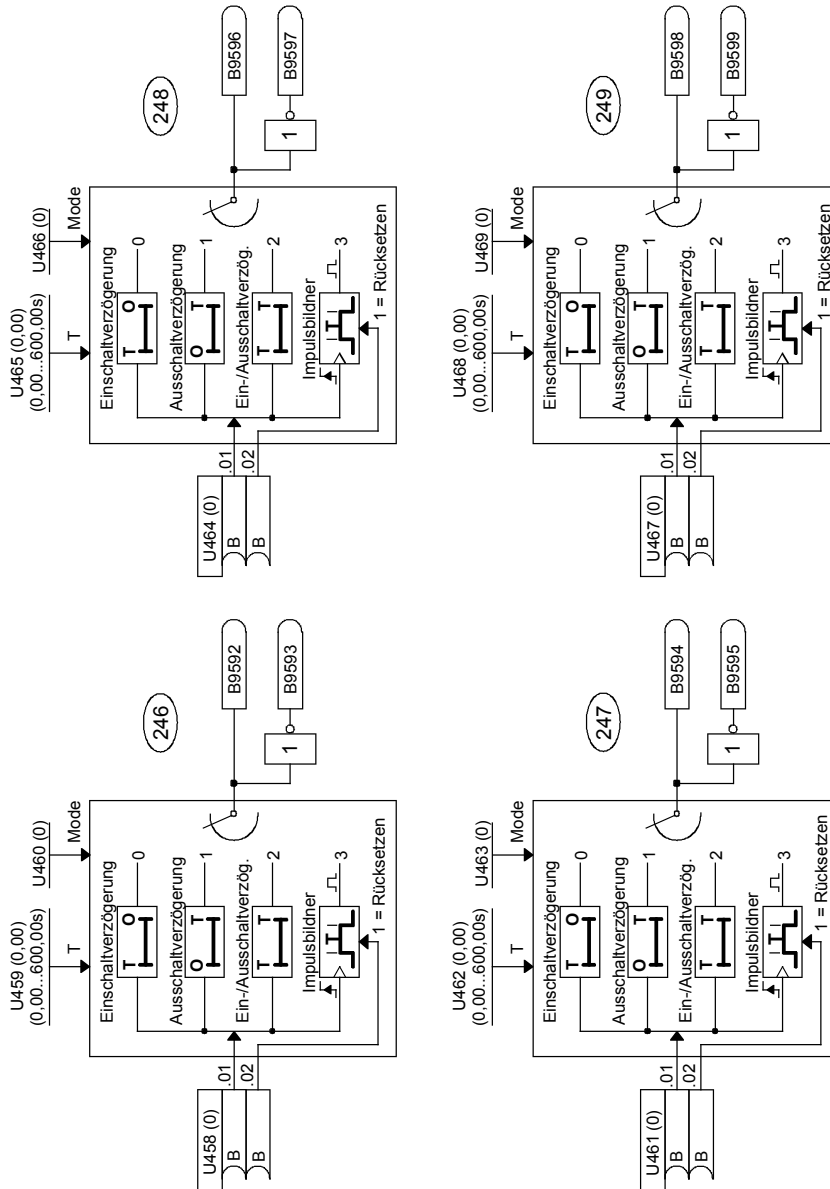 246
U459 (0,00)
(0,00...600,00s)
T
U460 (0)
Mode
Einschaltverzögerung
T O
0
Ausschaltverzögerung
O T
1
Ein-/Ausschaltverzög.
T T
2
Impulsbildner
T
3
1 = Rücksetzen
U458 (0)
B
.01
B
.02
1
B9592
B9593
248
U465 (0,00)
(0,00...600,00s)
T
U466 (0)
Mode
Einschaltverzögerung
T O
0
Ausschaltverzögerung
O T
1
Ein-/Ausschaltverzög.
T T
2
Impulsbildner
T
3
1 = Rücksetzen
U464 (0)
B
.01
B
.02
1
B9596
B9597
247
U462 (0,00)
(0,00...600,00s)
T
U463 (0)
Mode
Einschaltverzögerung
T O
0
Ausschaltverzögerung
O T
1
Ein-/Ausschaltverzög.
T T
2
Impulsbildner
T
3
1 = Rücksetzen
U461 (0)
B
.01
B
.02
1
B9594
B9595
249
U468 (0,00)
(0,00...600,00s)
T
U469 (0)
Mode
Einschaltverzögerung
T O
0
Ausschaltverzögerung
O T
1
Ein-/Ausschaltverzög.
T T
2
Impulsbildner
T
3
1 = Rücksetzen
U467 (0)
B
.01
B
.02
1
B9598
B9599